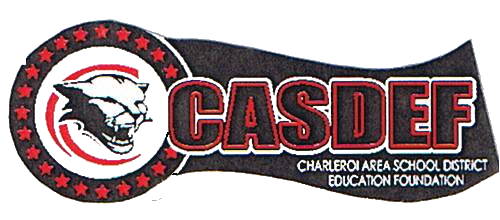 CASDEF
CHARLEROI AREA SCHOOL DISTRICT
EDUCATION FOUNDATION